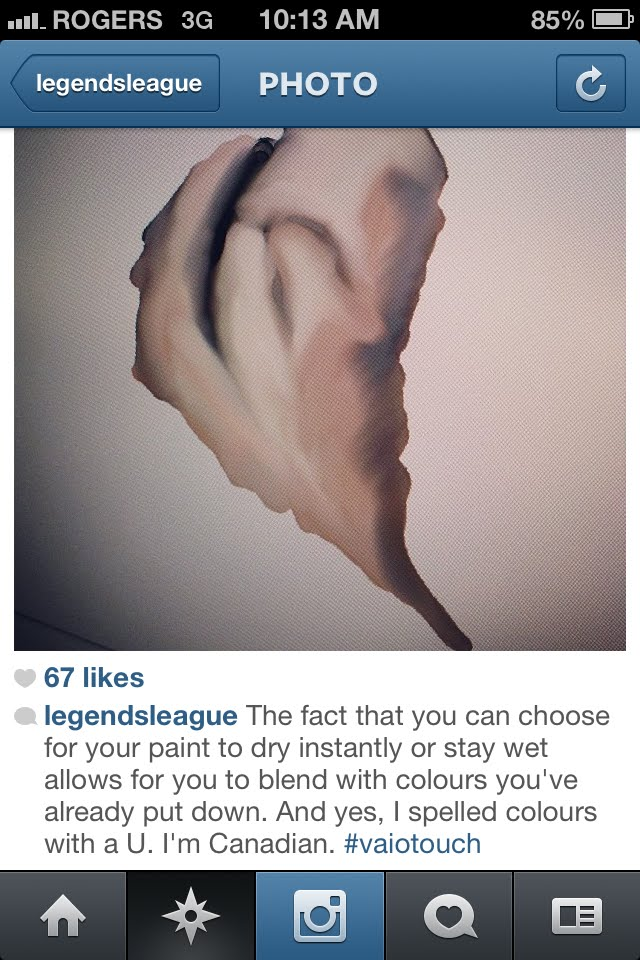 ROGERS 3G 10:13 AM 85%
legendsleague PHOTO
67 likes
legendsleague The fact that you can choose
for your paint to dry instantly or stay wet
allows for you to blend with colours you've
already put down. And yes, I spelled colours
with a U. I'm Canadian. #vaiotouch